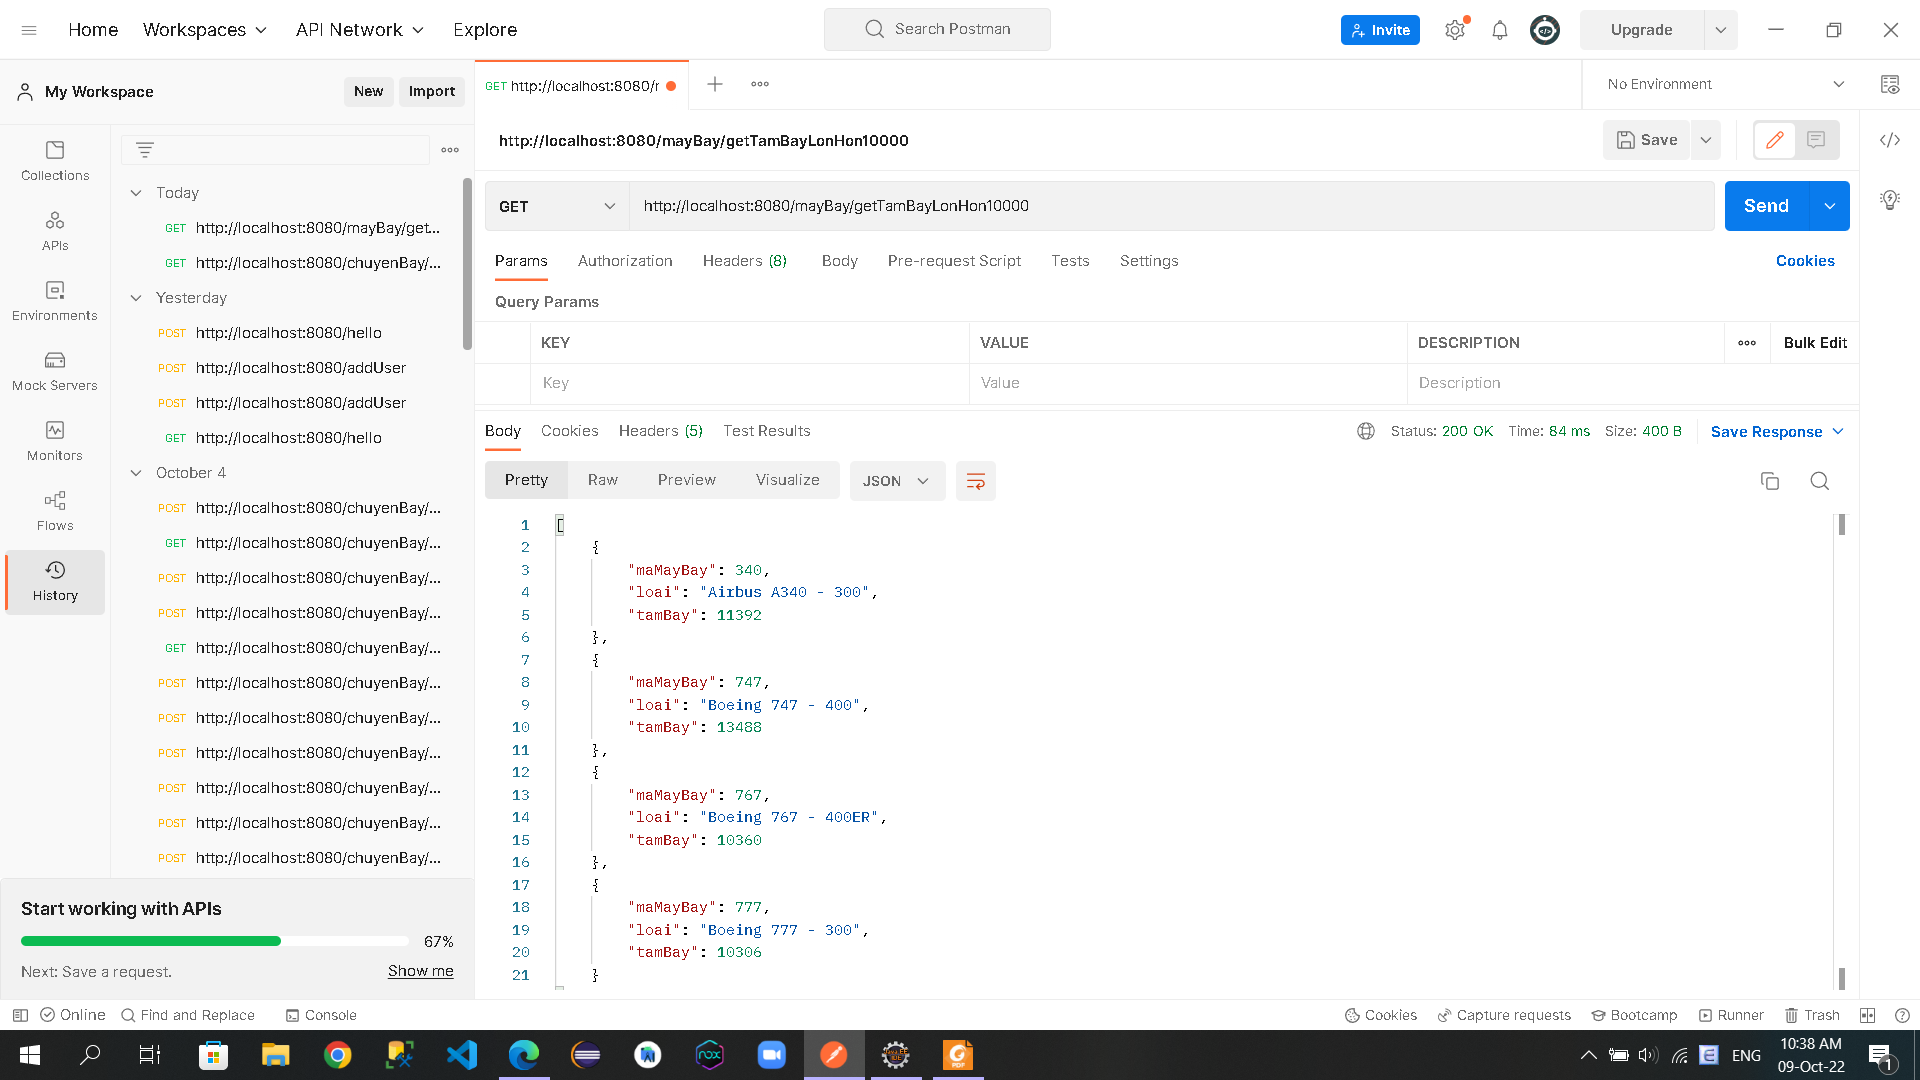 Home
Workspaces
API Network
Explore
Search Postman
Invite
Upgrade
My Workspace
New
Import
GET http://localhost:8080/r
No Environment
http://localhost:8080/mayBay/getTamBayLonHon10000
Save
GET
http://localhost:8080/mayBay/getTamBayLonHon10000
Send
Params
Authorization
Headers (8)
Body
Pre-request Script
Tests
Settings
Cookies
Query Params
KEY
VALUE
DESCRIPTION
Bulk Edit
Key
Value
Description
Collections
APIs
Environments
Mock Servers
Monitors
Flows
History
Today
GET http://localhost:8080/mayBay/get...
GET http://localhost:8080/chuyenBay/...
Yesterday
POST http://localhost:8080/hello
POST http://localhost:8080/addUser
POST http://localhost:8080/addUser
GET http://localhost:8080/hello
October 4
POST http://localhost:8080/chuyenBay/...
GET http://localhost:8080/chuyenBay/...
POST http://localhost:8080/chuyenBay/...
POST http://localhost:8080/chuyenBay/...
GET http://localhost:8080/chuyenBay/...
POST http://localhost:8080/chuyenBay/...
POST http://localhost:8080/chuyenBay/...
POST http://localhost:8080/chuyenBay/...
POST http://localhost:8080/chuyenBay/...
POST http://localhost:8080/chuyenBay/...
POST http://localhost:8080/chuyenBay/...
Start working with APIs
67%
Next: Save a request.
Show me
Body
Cookies
Headers (5)
Test Results
Status: 200 OK
Time: 84 ms
Size: 400 B
Save Response
Pretty
Raw
Preview
Visualize
JSON
1 [
2 {
3 "maMayBay": 340,
4 "loai": "Airbus A340 - 300",
5 "tamBay": 11392
6 },
7 {
8 "maMayBay": 747,
9 "loai": "Boeing 747 - 400",
10 "tamBay": 13488
11 },
12 {
13 "maMayBay": 767,
14 "loai": "Boeing 767 - 400ER",
15 "tamBay": 10360
16 },
17 {
18 "maMayBay": 777,
19 "loai": "Boeing 777 - 300",
20 "tamBay": 10306
21 }
Online
Find and Replace
Console
Cookies
Capture requests
Bootcamp
Runner
Trash
ENG
10:38 AM
09-Oct-22
1